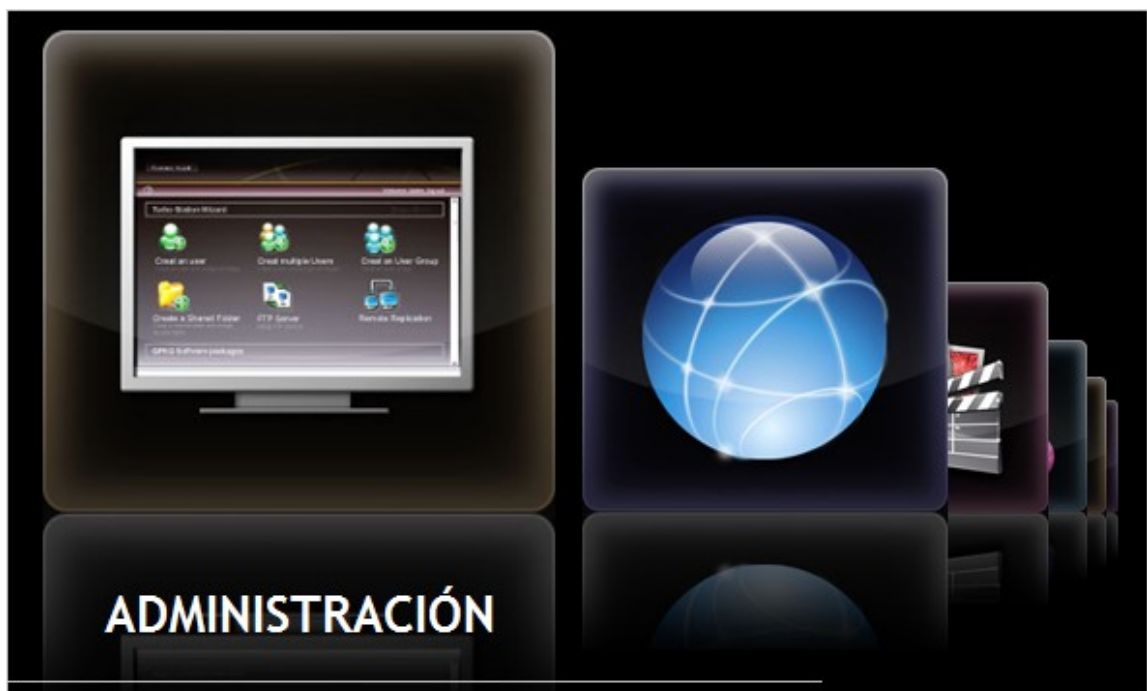 Turbo Station Wizard
Creat an user
Creat multiple Users
Creat an User Group
Create a Shared Folder
FTP Server
Remote Replication
QPKG Software packages
ADMINISTRACIÓN